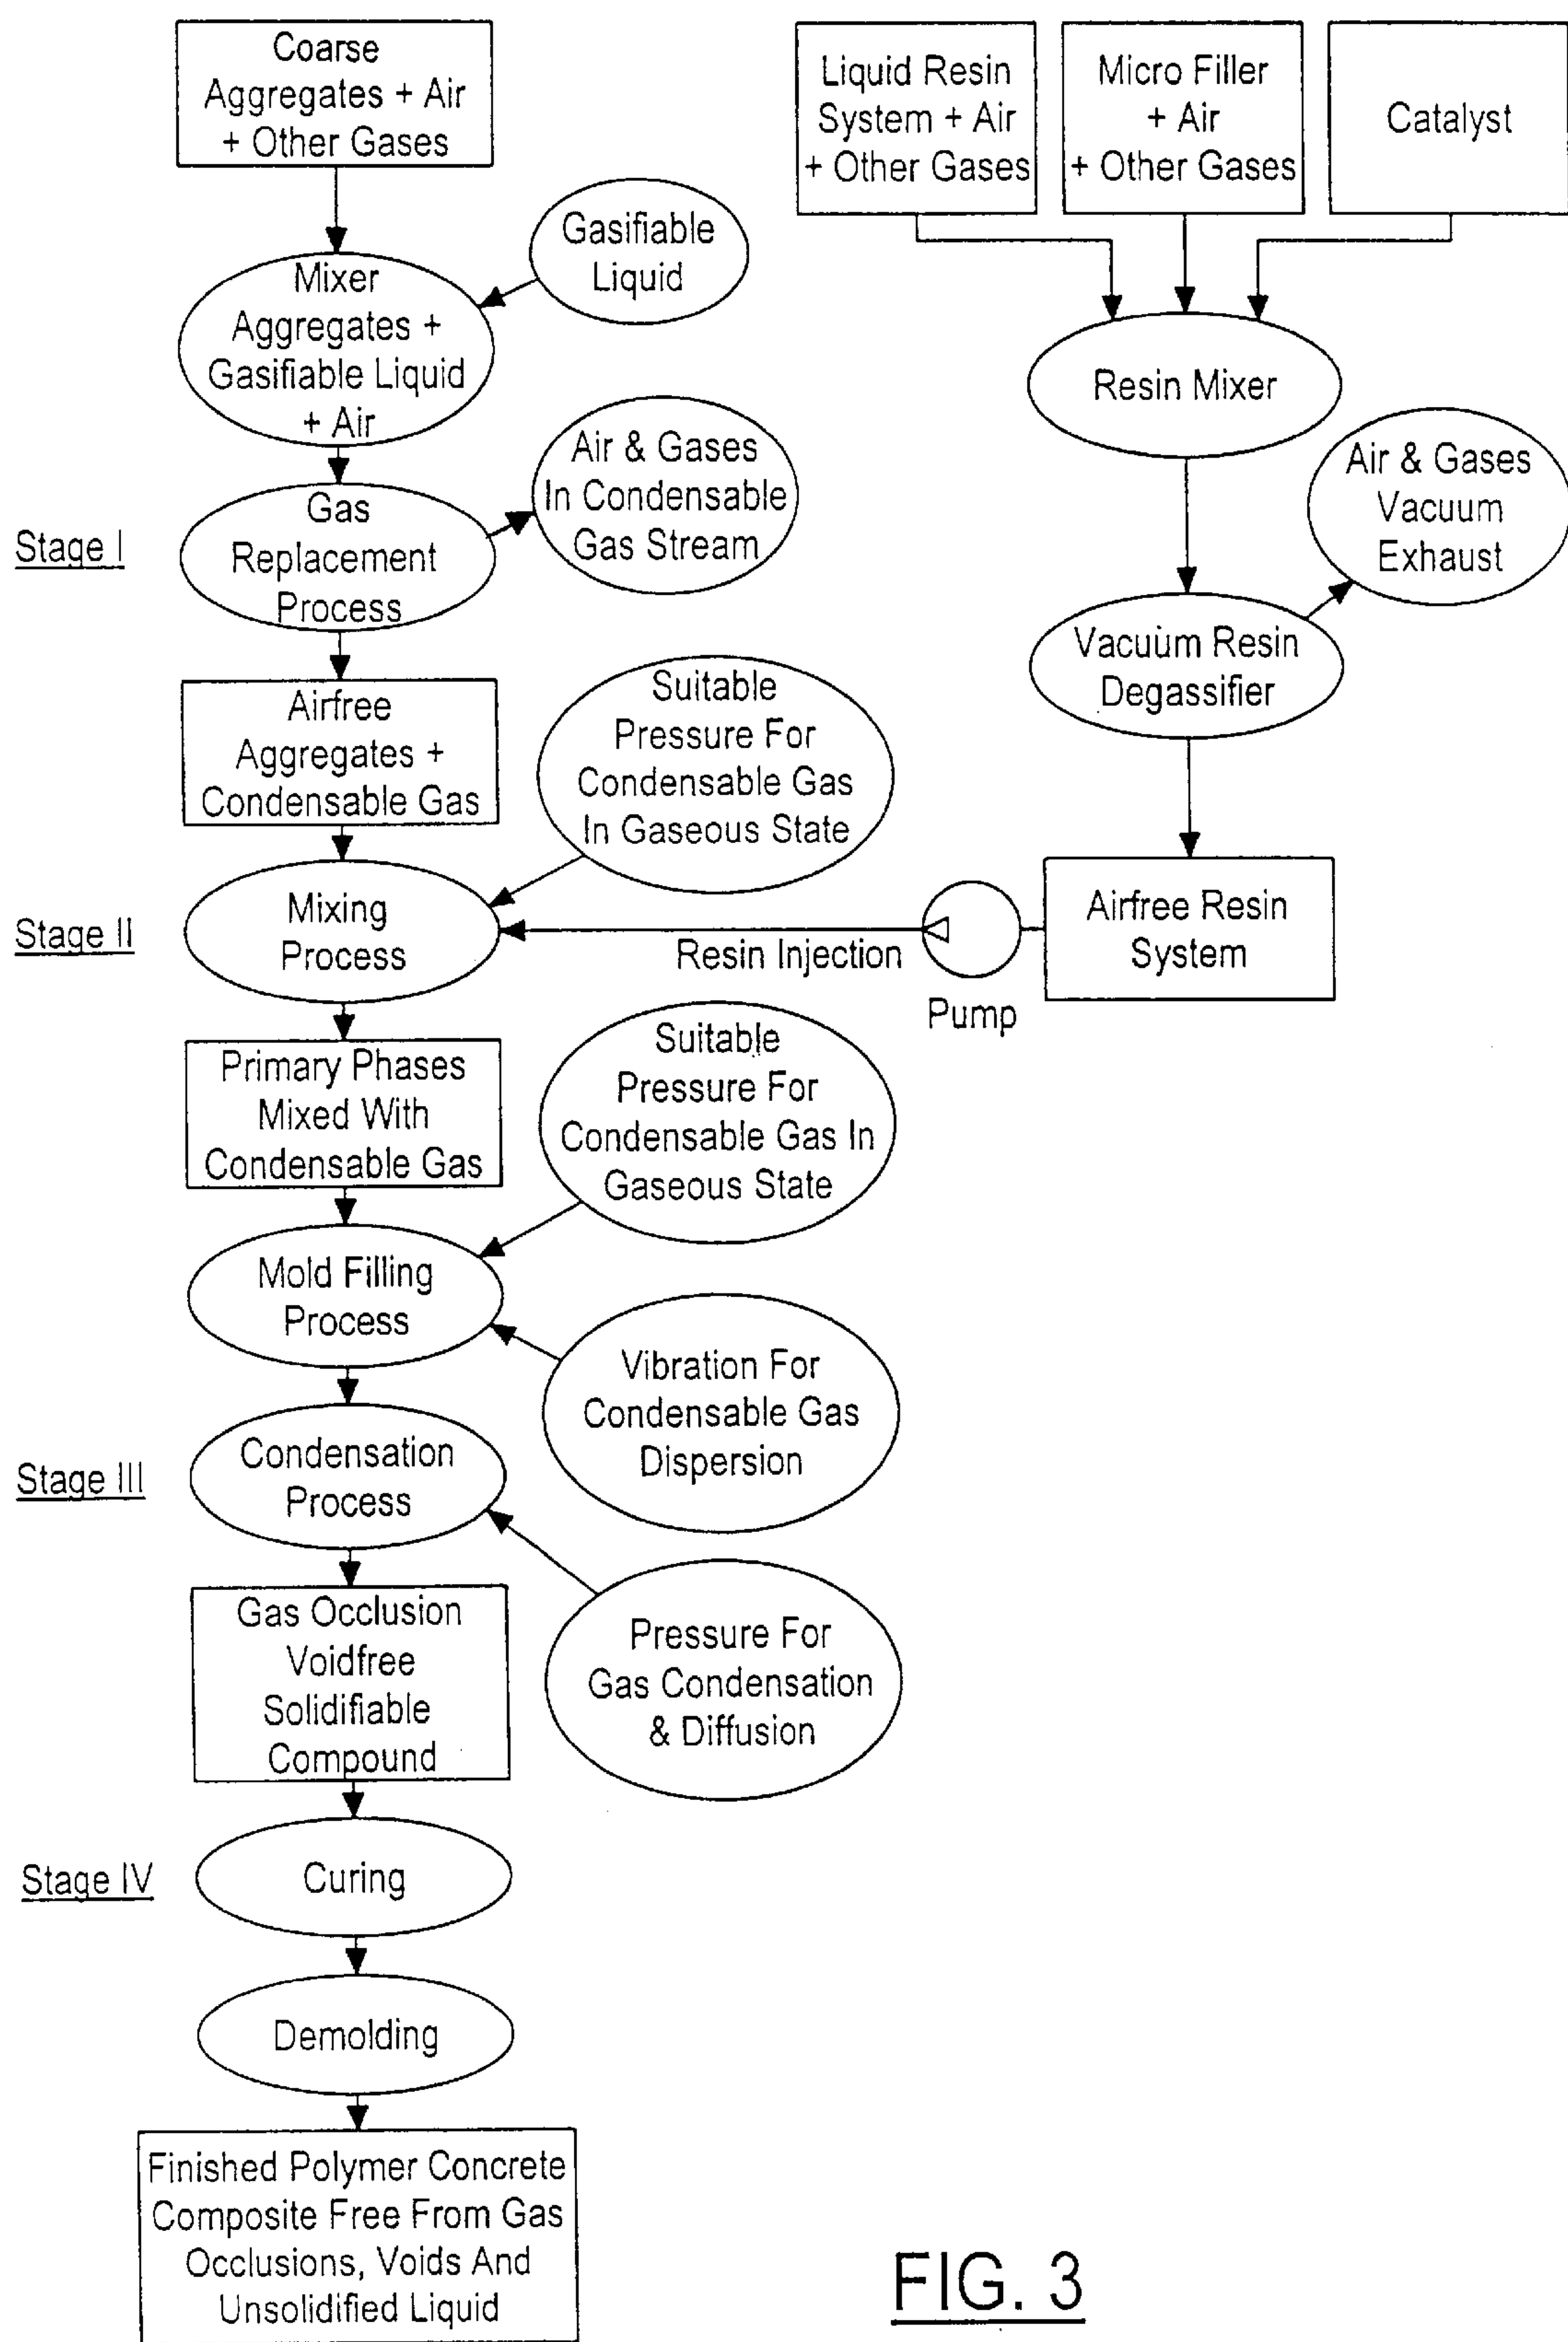 Coarse
Aggregates + Air
+ Other Gases
Liquid Resin
System + Air
+ Other Gases
Micro Filler
+ Air
+ Other Gases
Catalyst
Gasifiable
Liquid
Mixer
Aggregates +
Gasifiable Liquid
+ Air
Resin Mixer
Air & Gases
In Condensable
Gas Stream
Air & Gases
Vacuum
Exhaust
Stage I
Gas
Replacement
Process
Vacuum Resin
Degassifier
Airfree
Aggregates +
Condensable Gas
Suitable
Pressure For
Condensable Gas
In Gaseous State
Stage II
Mixing
Process
Resin Injection
Pump
Airfree Resin
System
Primary Phases
Mixed With
Condensable Gas
Suitable
Pressure For
Condensable Gas In
Gaseous State
Mold Filling
Process
Vibration For
Condensable Gas
Dispersion
Stage III
Condensation
Process
Gas Occlusion
Voidfree
Solidifiable
Compound
Pressure For
Gas Condensation
& Diffusion
Stage IV
Curing
Demolding
Finished Polymer Concrete
Composite Free From Gas
Occlusions, Voids And
Unsolidified Liquid
FIG. 3